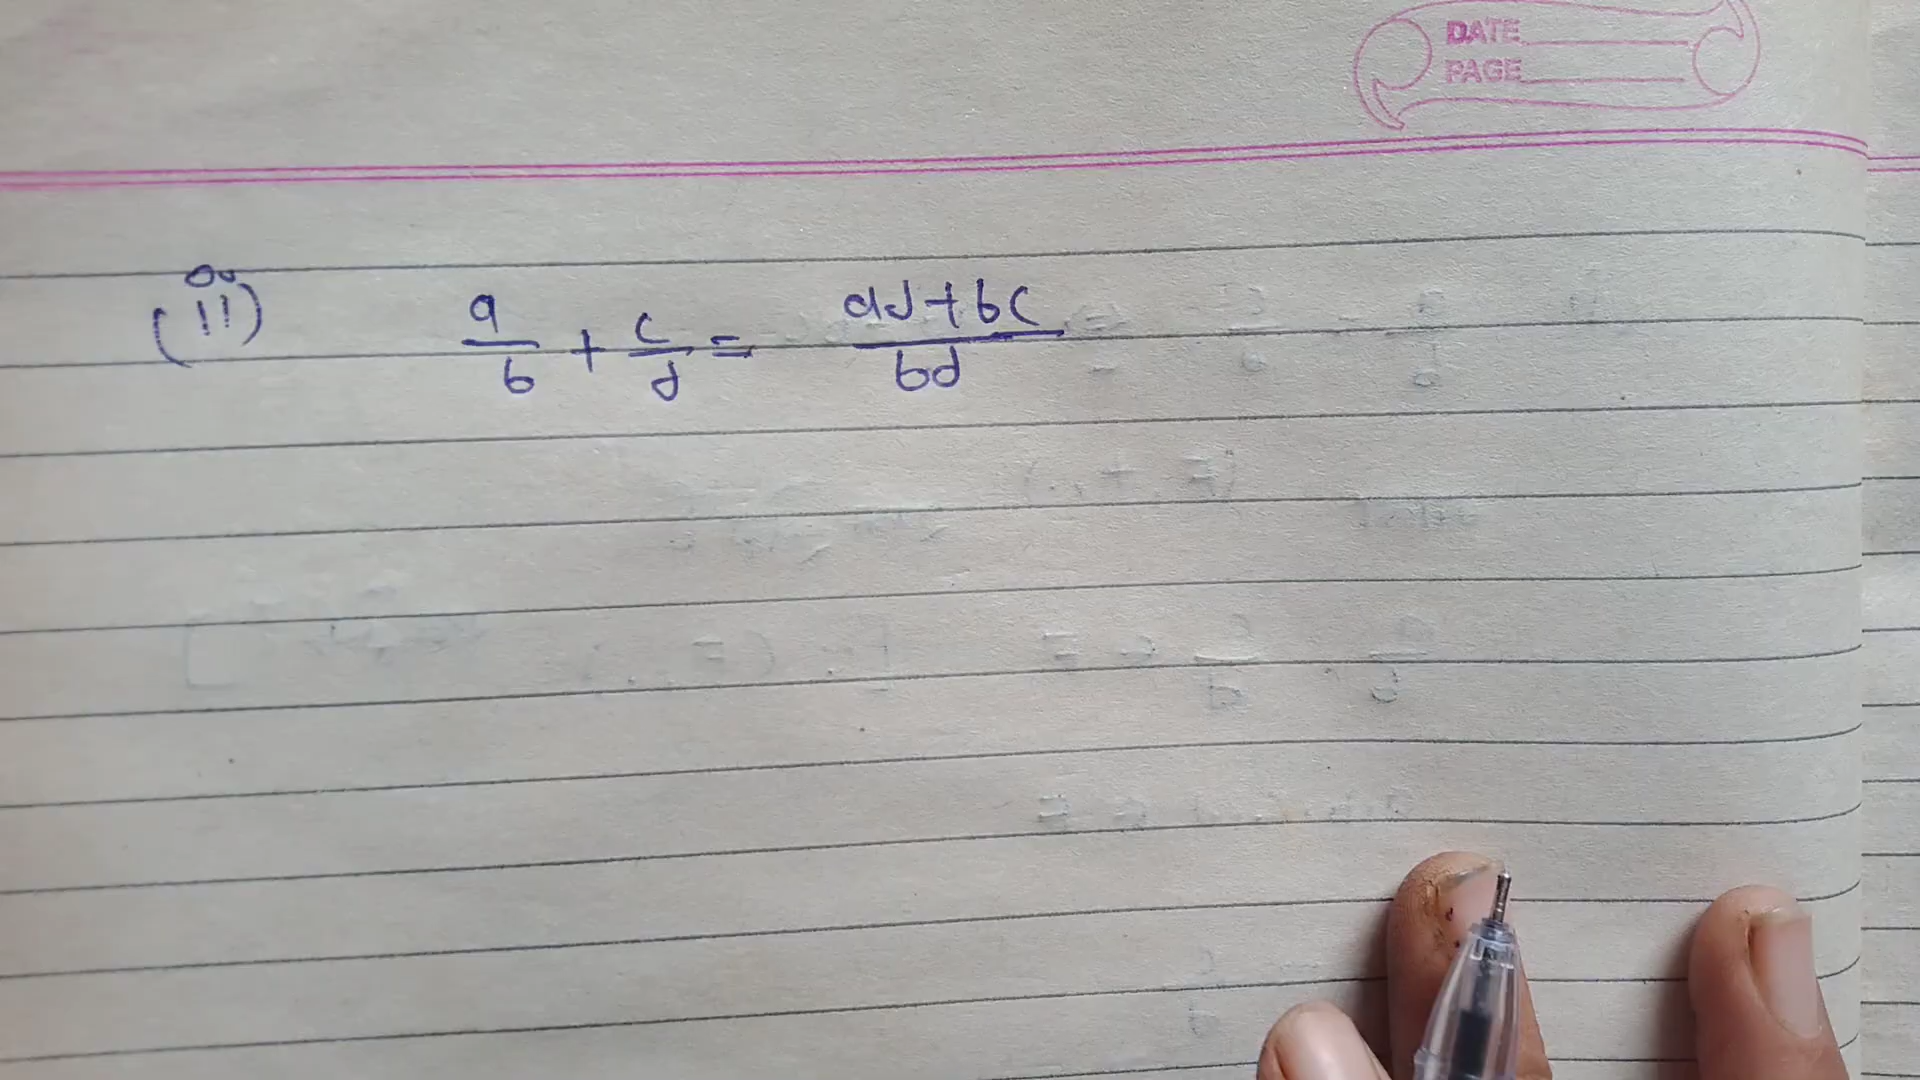 DATE
PAGE
(ii) a/b + c/d = ad+bc/bd